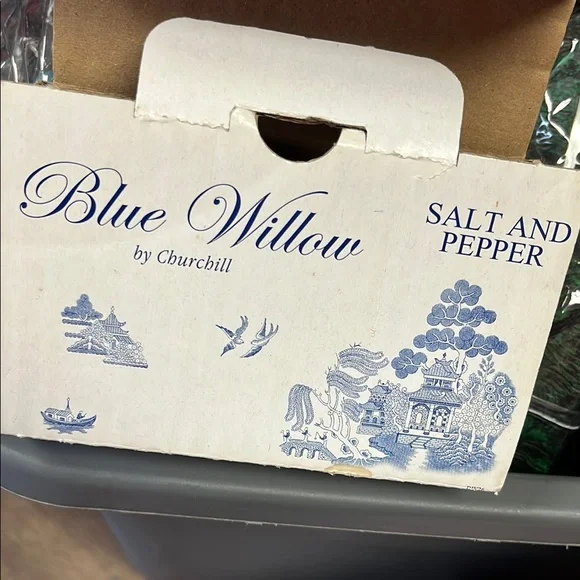 Blue Willow
by Churchill
SALT AND
PEPPER